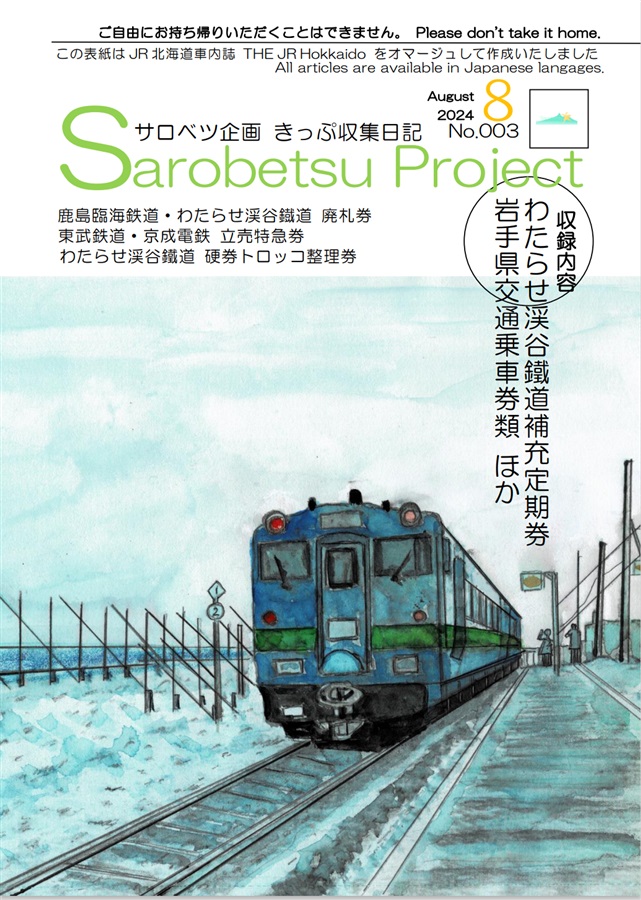 ご自由にお持ち帰りいただくことはできません。 Please don't take it home.
この表紙は JR 北海道車内誌 THE JR Hokkaido をオマージュして作成いたしました
All articles are available in Japanese langages.
August 8
2024
No.003
サロベツ企画 きっぷ収集日記
Sarobetsu Project
鹿島臨海鉄道・わたらせ渓谷鐵道 廃札券
東武鉄道・京成電鉄 立売特急券
わたらせ渓谷鐵道 硬券トロッコ整理券
収録内容
わたらせ渓谷鐵道補充定期券
岩手県交通乗車券類 ほか
1
2